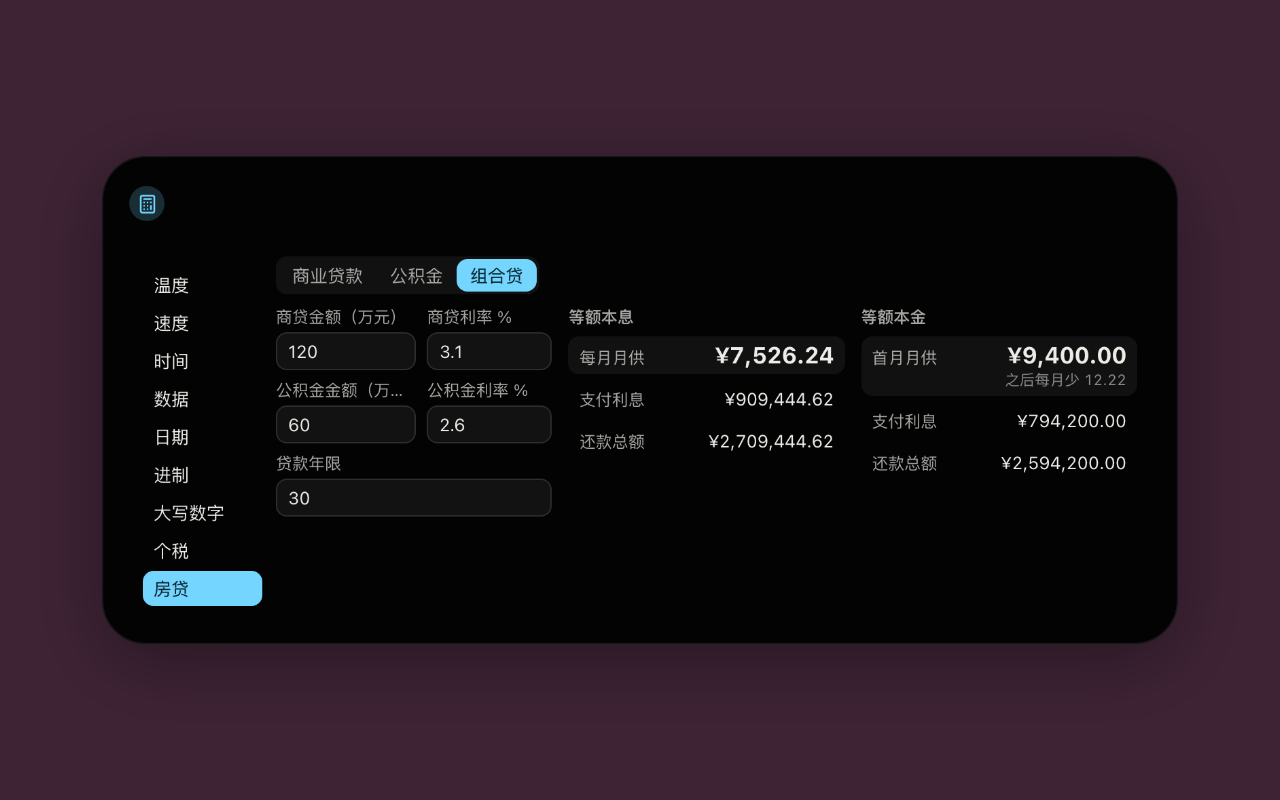 温度
速度
时间
数据
日期
进制
大写数字
个税
房贷
商业贷款 公积金 组合贷
商贷金额（万元） 商贷利率 %
120 3.1
公积金金额（万... 公积金利率 %
60 2.6
贷款年限
30
等额本息
每月月供 ¥7,526.24
支付利息 ¥909,444.62
还款总额 ¥2,709,444.62
等额本金
首月月供 ¥9,400.00
之后每月少 12.22
支付利息 ¥794,200.00
还款总额 ¥2,594,200.00